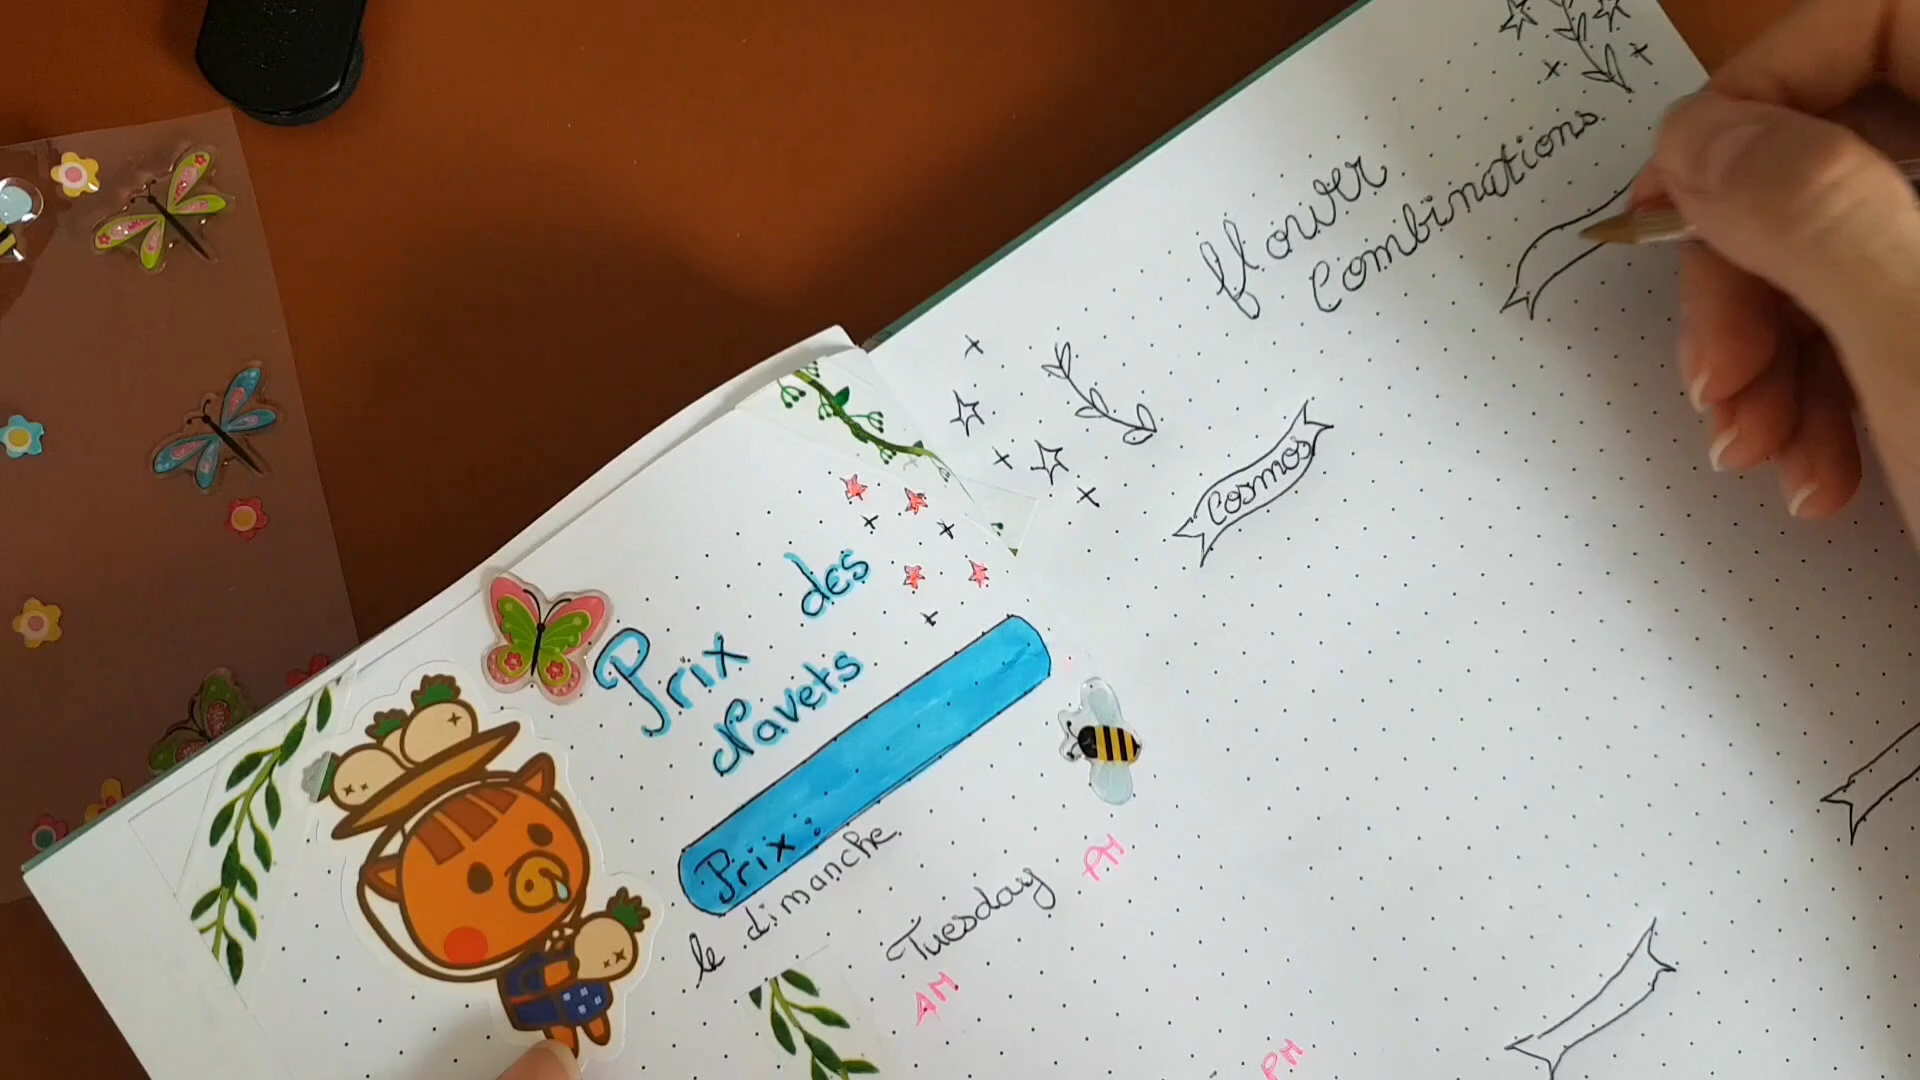 Prix des
Navets
Prix :
le dimanche
Tuesday
AM
PM
PM
flower
Combinations
Cosmos